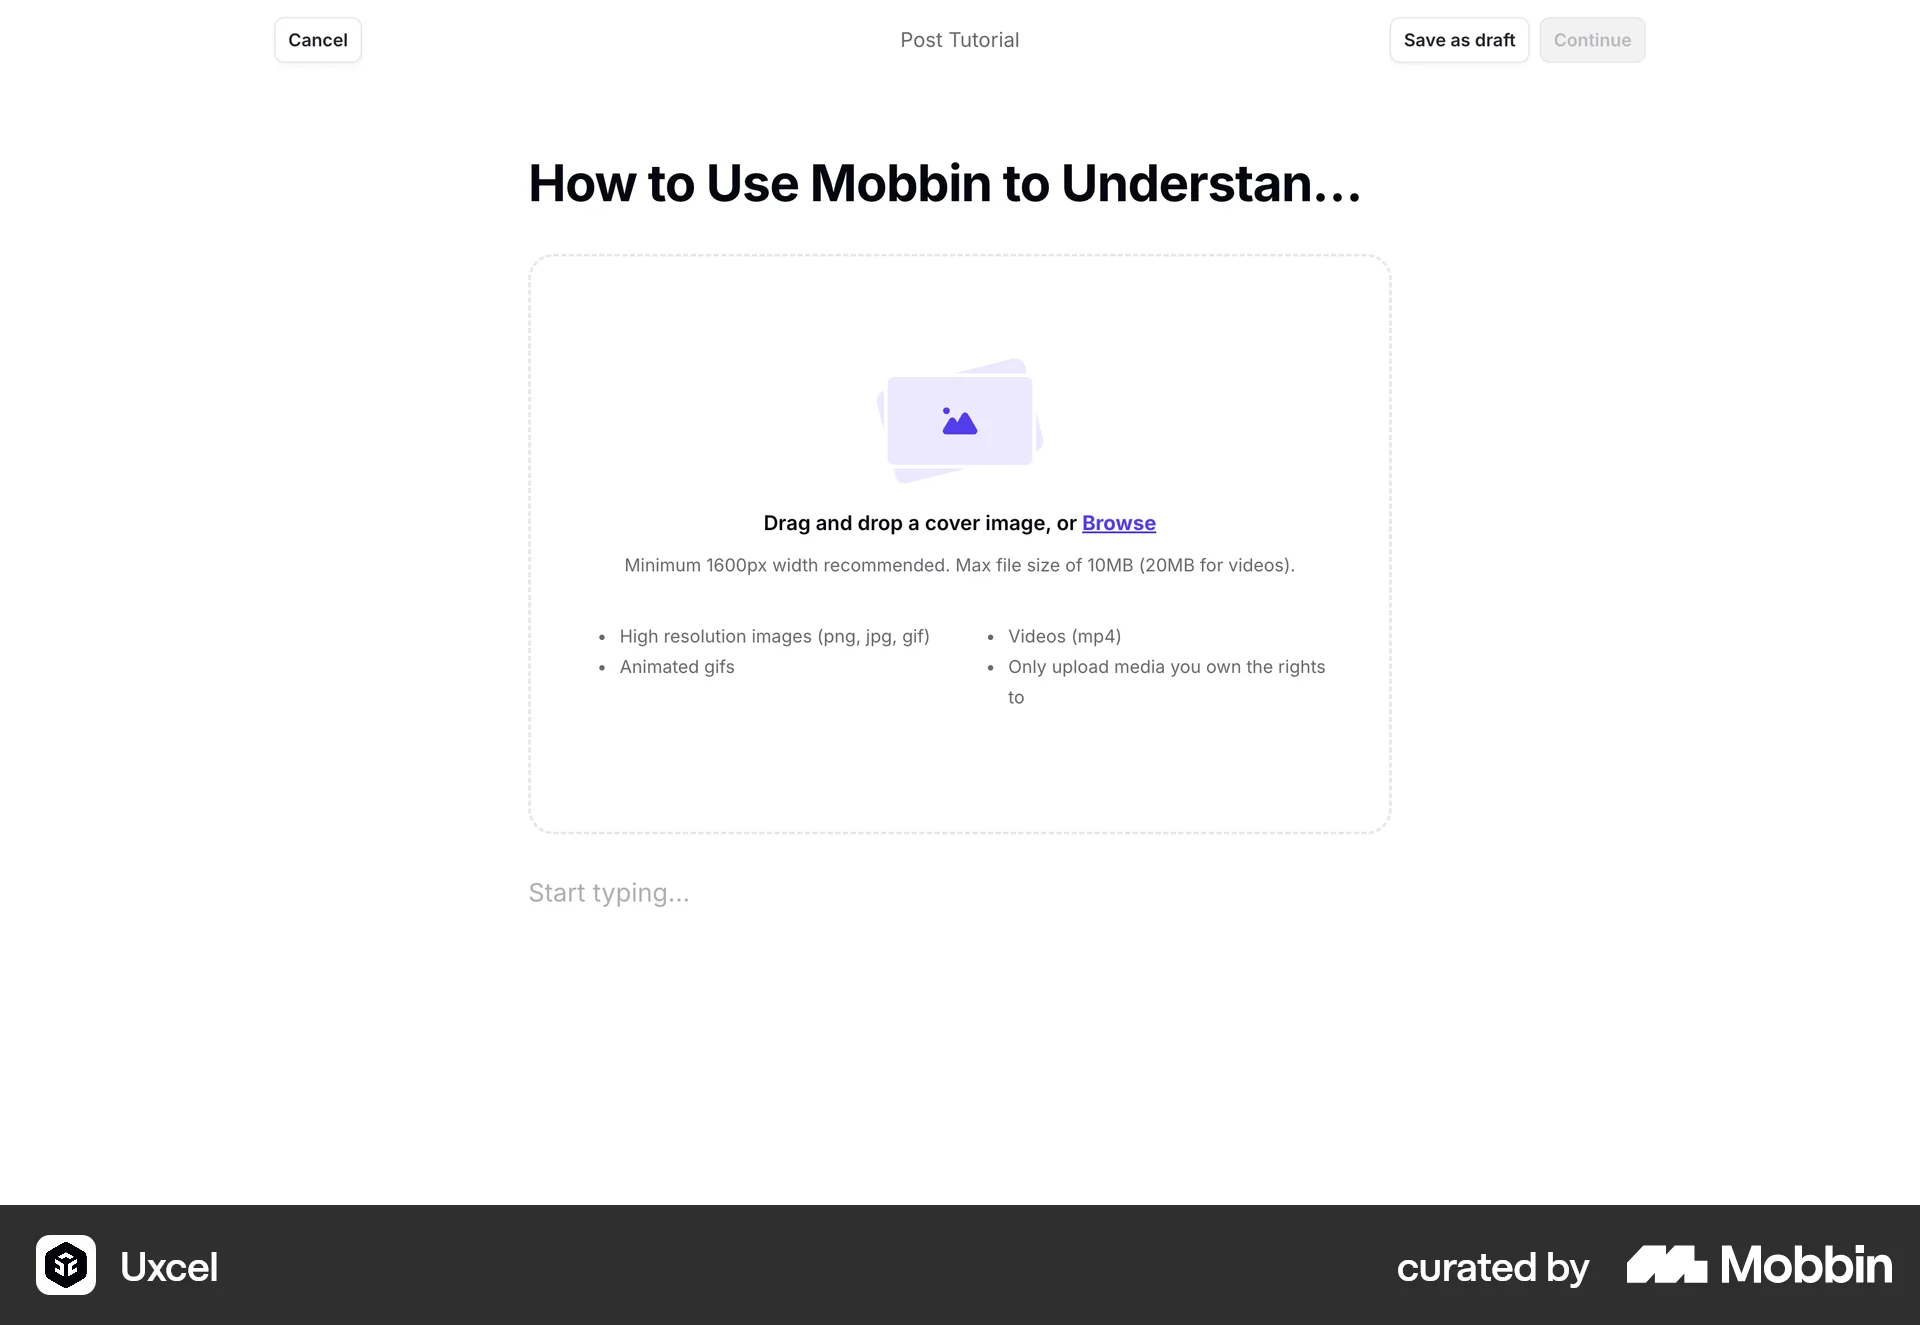 Cancel
Post Tutorial
Save as draft
Continue
How to Use Mobbin to Understan...
Drag and drop a cover image, or Browse
Minimum 1600px width recommended. Max file size of 10MB (20MB for videos).
• High resolution images (png, jpg, gif)
• Animated gifs
• Videos (mp4)
• Only upload media you own the rights
to
Start typing...
Uxcel
curated by
Mobbin